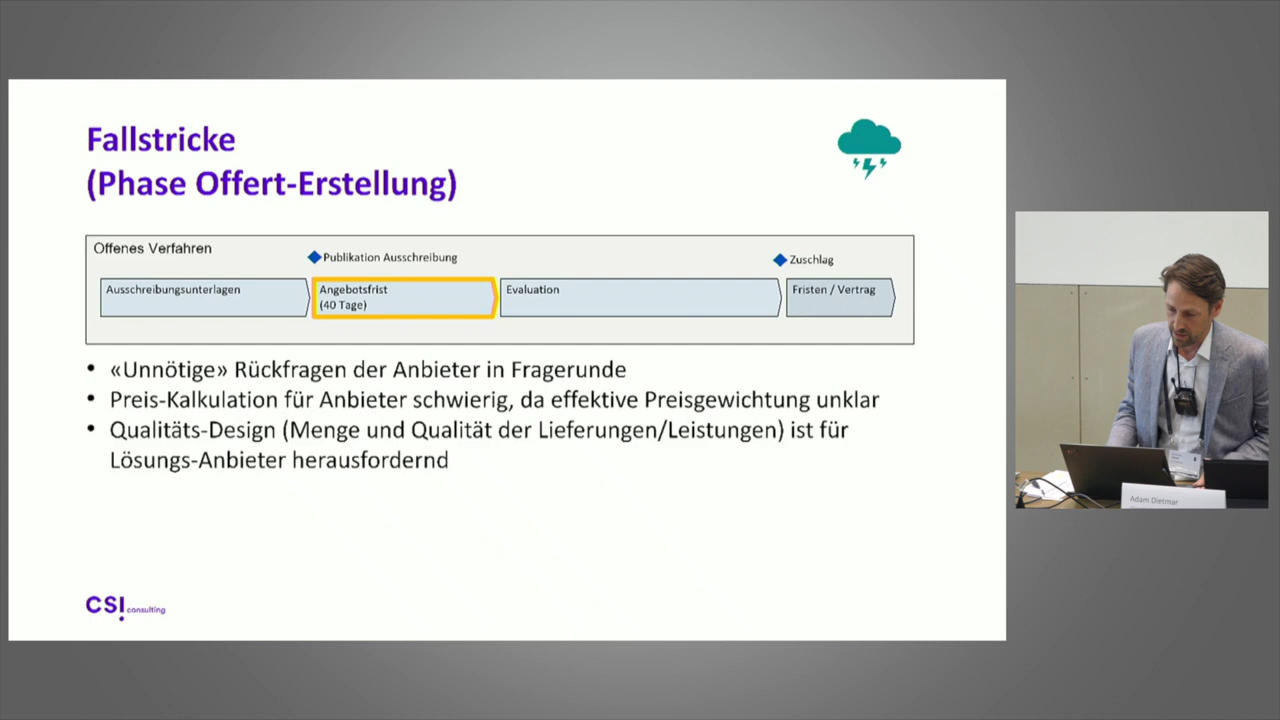 Fallstricke
(Phase Offert-Erstellung)
Offenes Verfahren
Publikation Ausschreibung
Zuschlag
Ausschreibungsunterlagen
Angebotsfrist
(40 Tage)
Evaluation
Fristen / Vertrag
• «Unnötige» Rückfragen der Anbieter in Fragerunde
• Preis-Kalkulation für Anbieter schwierig, da effektive Preisgewichtung unklar
• Qualitäts-Design (Menge und Qualität der Lieferungen/Leistungen) ist für
Lösungs-Anbieter herausfordernd
CSI consulting
Adam Dietmar